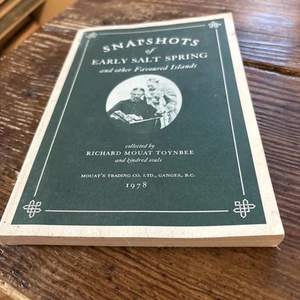 SNAPSHOTS
of
EARLY SALT SPRING
and other Favoured Islands
collected by
RICHARD MOUAT TOYNBEE
and kindred souls
MOUAT'S TRADING CO. LTD., GANGES, B.C.
1978